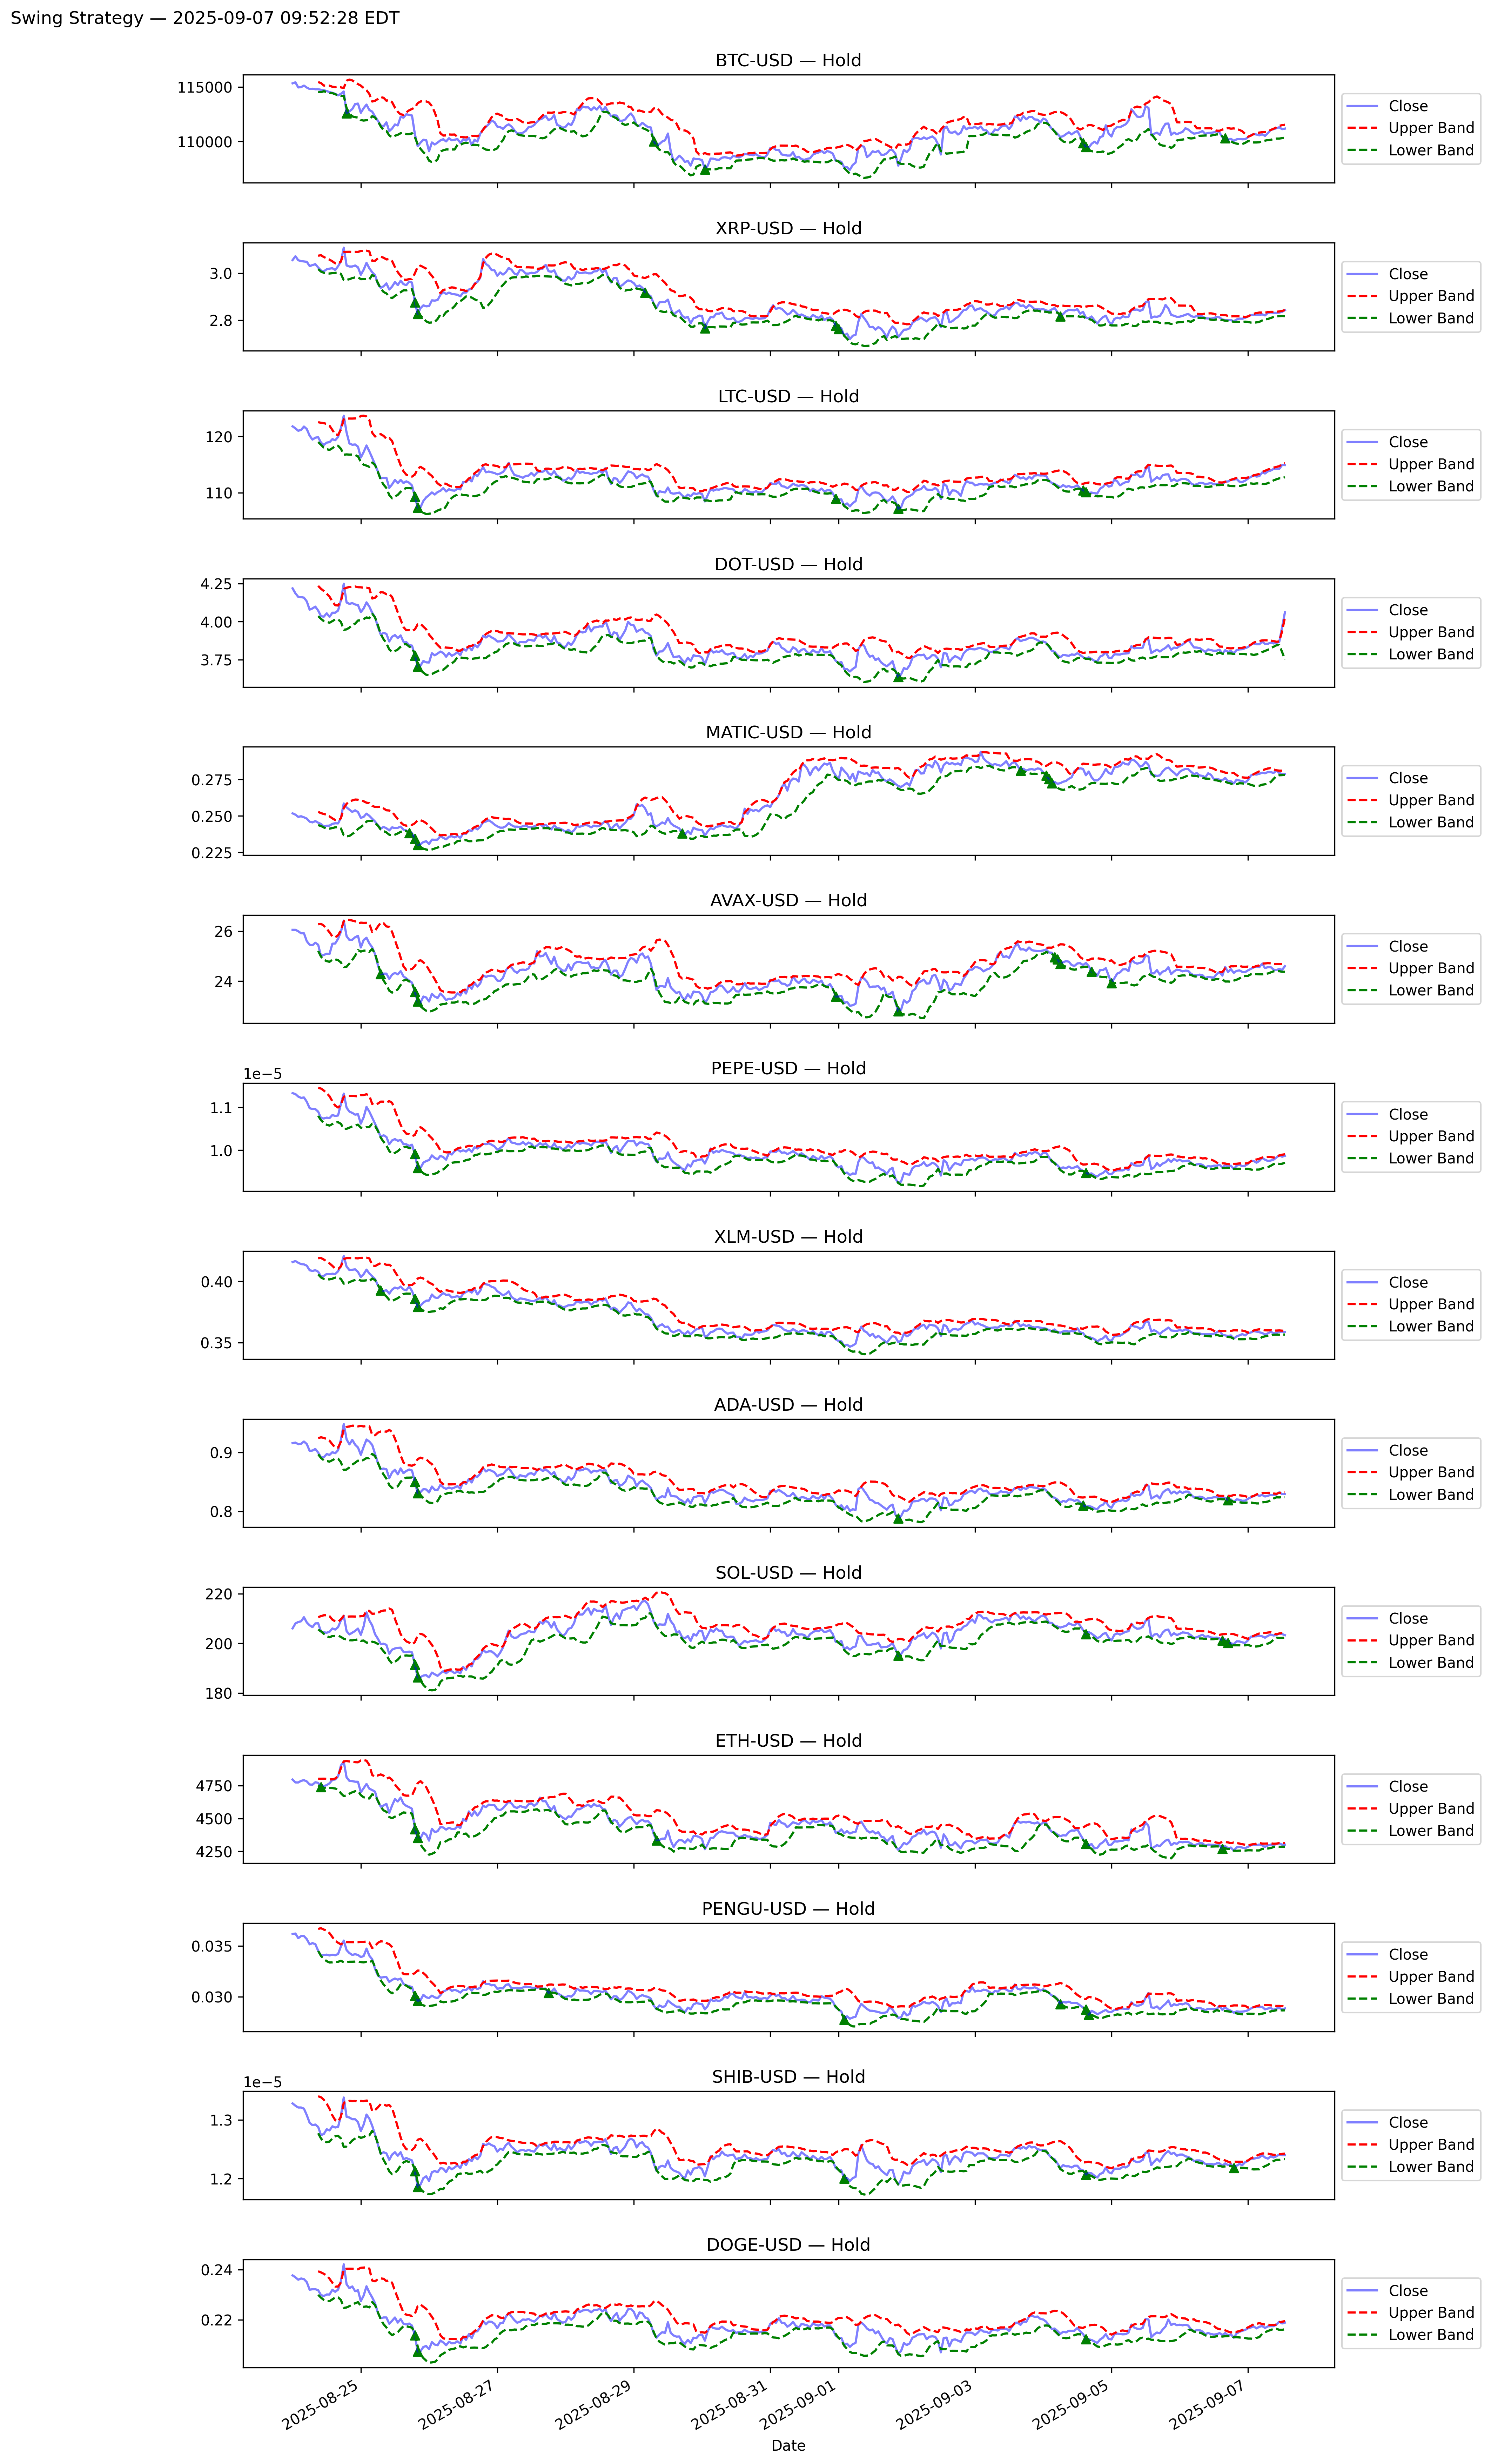 Swing Strategy — 2025-09-07 09:52:28 EDT
BTC-USD — Hold
115000
110000
Close
Upper Band
Lower Band
XRP-USD — Hold
3.0
2.8
Close
Upper Band
Lower Band
LTC-USD — Hold
120
110
Close
Upper Band
Lower Band
DOT-USD — Hold
4.25
4.00
3.75
Close
Upper Band
Lower Band
MATIC-USD — Hold
0.275
0.250
0.225
Close
Upper Band
Lower Band
AVAX-USD — Hold
26
24
Close
Upper Band
Lower Band
PEPE-USD — Hold
1e−5
1.1
1.0
Close
Upper Band
Lower Band
XLM-USD — Hold
0.40
0.35
Close
Upper Band
Lower Band
ADA-USD — Hold
0.9
0.8
Close
Upper Band
Lower Band
SOL-USD — Hold
220
200
180
Close
Upper Band
Lower Band
ETH-USD — Hold
4750
4500
4250
Close
Upper Band
Lower Band
PENGU-USD — Hold
0.035
0.030
Close
Upper Band
Lower Band
SHIB-USD — Hold
1e−5
1.3
1.2
Close
Upper Band
Lower Band
DOGE-USD — Hold
0.24
0.22
Close
Upper Band
Lower Band
2025-08-25
2025-08-27
2025-08-29
2025-08-31
2025-09-01
2025-09-03
2025-09-05
2025-09-07
Date